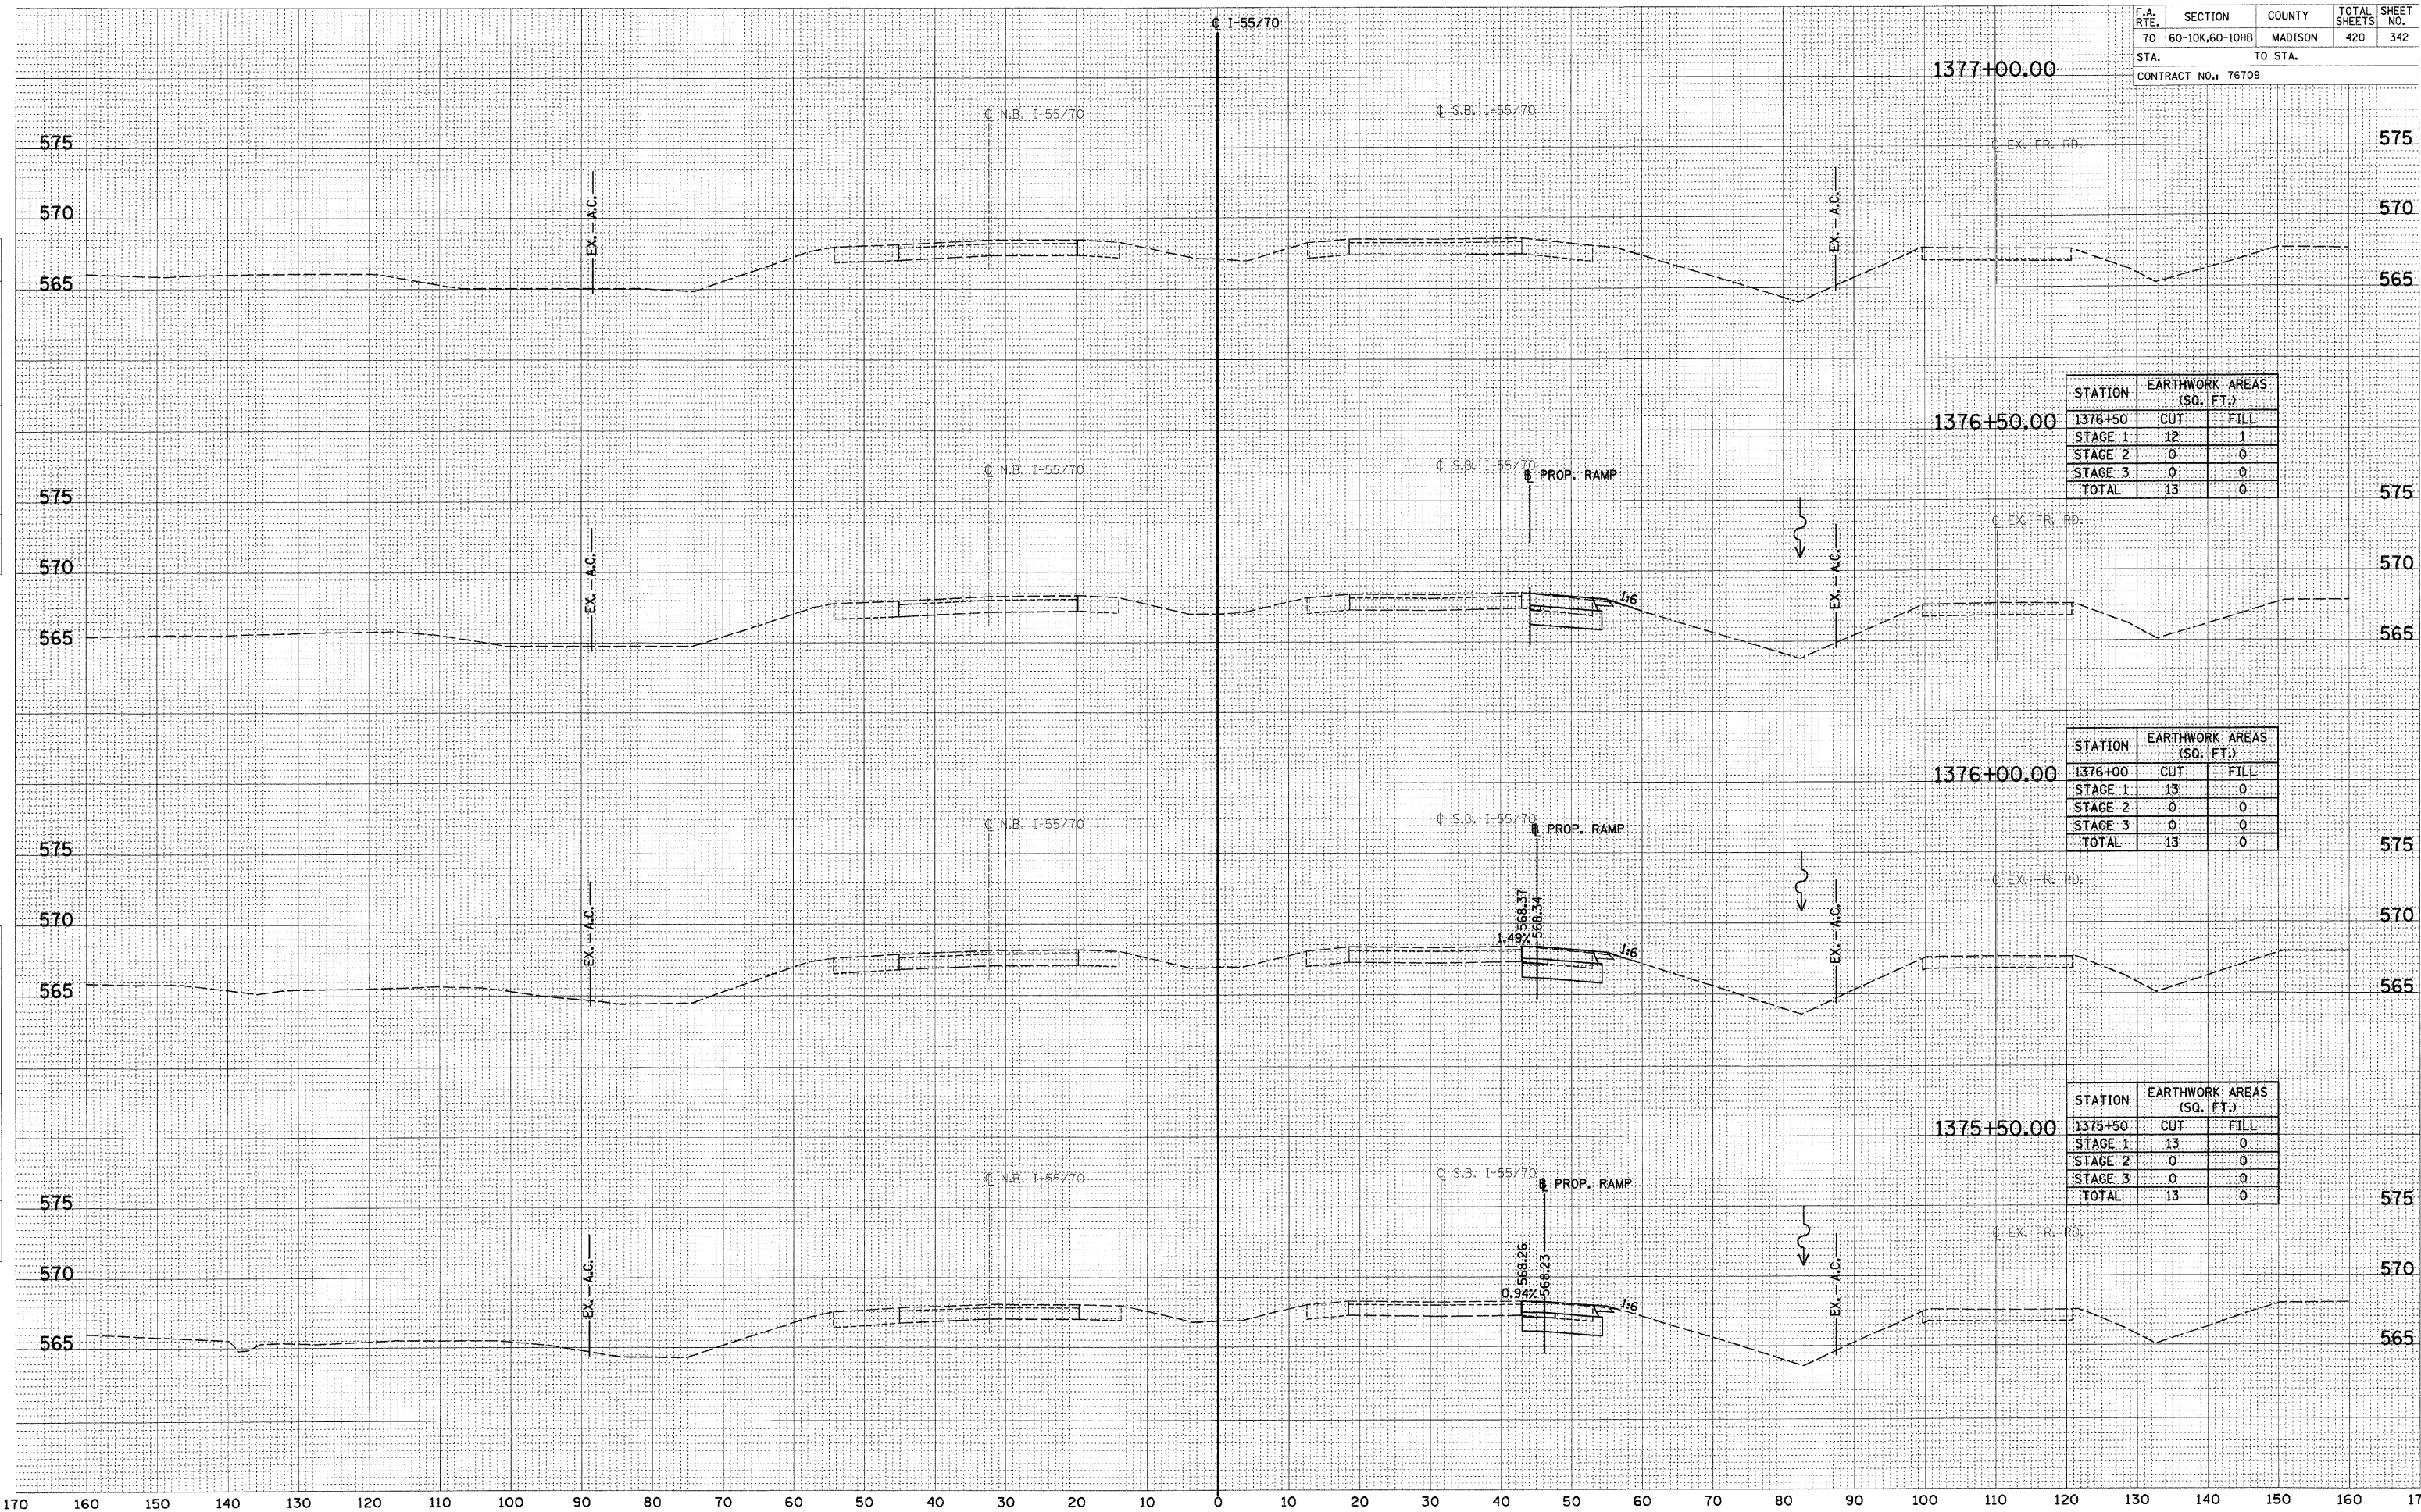 ℄ I-55/70
F.A. RTE. SECTION COUNTY TOTAL SHEETS SHEET NO.
70 60-10K,60-10HB MADISON 420 342
STA. TO STA.
CONTRACT NO.: 76709
1377+00.00
℄ N.B. I-55/70
℄ S.B. I-55/70
℄ EX. FR. RD.
575 575
570 570
565 565
EX. – A.C.
EX. – A.C.
1376+50.00
STATION EARTHWORK AREAS (SQ. FT.)
1376+50 CUT FILL
STAGE 1 12 1
STAGE 2 0 0
STAGE 3 0 0
TOTAL 13 0
℄ N.B. I-55/70
℄ S.B. I-55/70
B PROP. RAMP
℄ EX. FR. RD.
575 575
570 570
565 565
EX. – A.C.
1:6
EX. – A.C.
1376+00.00
STATION EARTHWORK AREAS (SQ. FT.)
1376+00 CUT FILL
STAGE 1 13 0
STAGE 2 0 0
STAGE 3 0 0
TOTAL 13 0
℄ N.B. I-55/70
℄ S.B. I-55/70
B PROP. RAMP
℄ EX. FR. RD.
575 575
570 570
565 565
EX. – A.C.
568.37
568.34
1.49%
1:6
EX. – A.C.
1375+50.00
STATION EARTHWORK AREAS (SQ. FT.)
1375+50 CUT FILL
STAGE 1 13 0
STAGE 2 0 0
STAGE 3 0 0
TOTAL 13 0
℄ N.B. I-55/70
℄ S.B. I-55/70
B PROP. RAMP
℄ EX. FR. RD.
575 575
570 570
565 565
EX. – A.C.
568.26
568.23
0.94%
1:6
EX. – A.C.
170 160 150 140 130 120 110 100 90 80 70 60 50 40 30 20 10 0 10 20 30 40 50 60 70 80 90 100 110 120 130 140 150 160 17